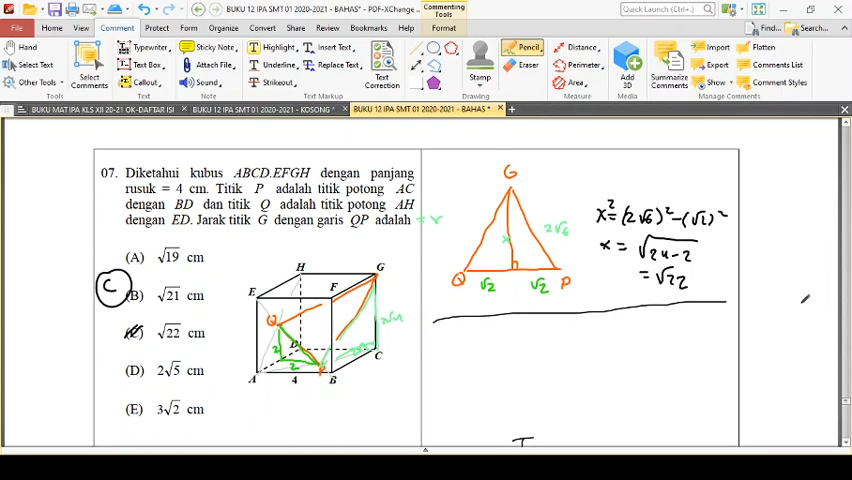 BUKU 12 IPA SMT 01 2020-2021 - BAHAS* - PDF-XChange
Commenting Tools
Quick Launch (Ctrl+.)
File Home View Comment Protect Form Organize Convert Share Review Bookmarks Help Format Find...
Hand
Select Text
Other Tools
Tools
Select Comments
Typewriter
Text Box
Callout
Sticky Note
Attach File
Sound
Highlight
Underline
Strikeout
Insert Text
Replace Text
Text Correction
Text Markup
Drawing
Pencil
Eraser
Stamp
Distance
Perimeter
Area
Measure
Add 3D
Media
Summarize Comments
Import
Export
Show
Flatten
Comments List
Comment Styles
Manage Comments
Find...
Search...
BUKU MAT IPA KLS XII 20-21 OK-DAFTAR ISI
BUKU 12 IPA SMT 01 2020-2021 - KOSONG *
BUKU 12 IPA SMT 01 2020-2021 - BAHAS *
07. Diketahui kubus ABCD.EFGH dengan panjang
rusuk = 4 cm. Titik P adalah titik potong AC
dengan BD dan titik Q adalah titik potong AH
dengan ED. Jarak titik G dengan garis QP adalah = x
C
(A) √19 cm
(B) √21 cm
(C) √22 cm
(D) 2√5 cm
(E) 3√2 cm
H G
E F
Q
D C
A 4 B
P
2
2
G
x 2√6
Q √2 √2 P
x² = (2√6)² - (√2)²
x = √24-2
= √22